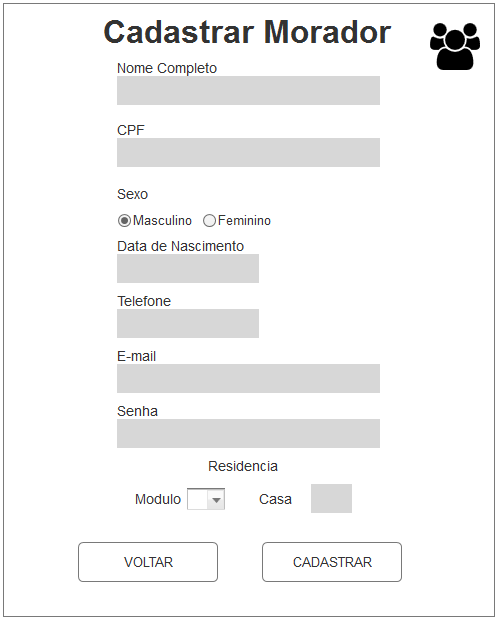 Cadastrar Morador
Nome Completo
CPF
Sexo
Masculino Feminino
Data de Nascimento
Telefone
E-mail
Senha
Residencia
Modulo Casa
VOLTAR CADASTRAR